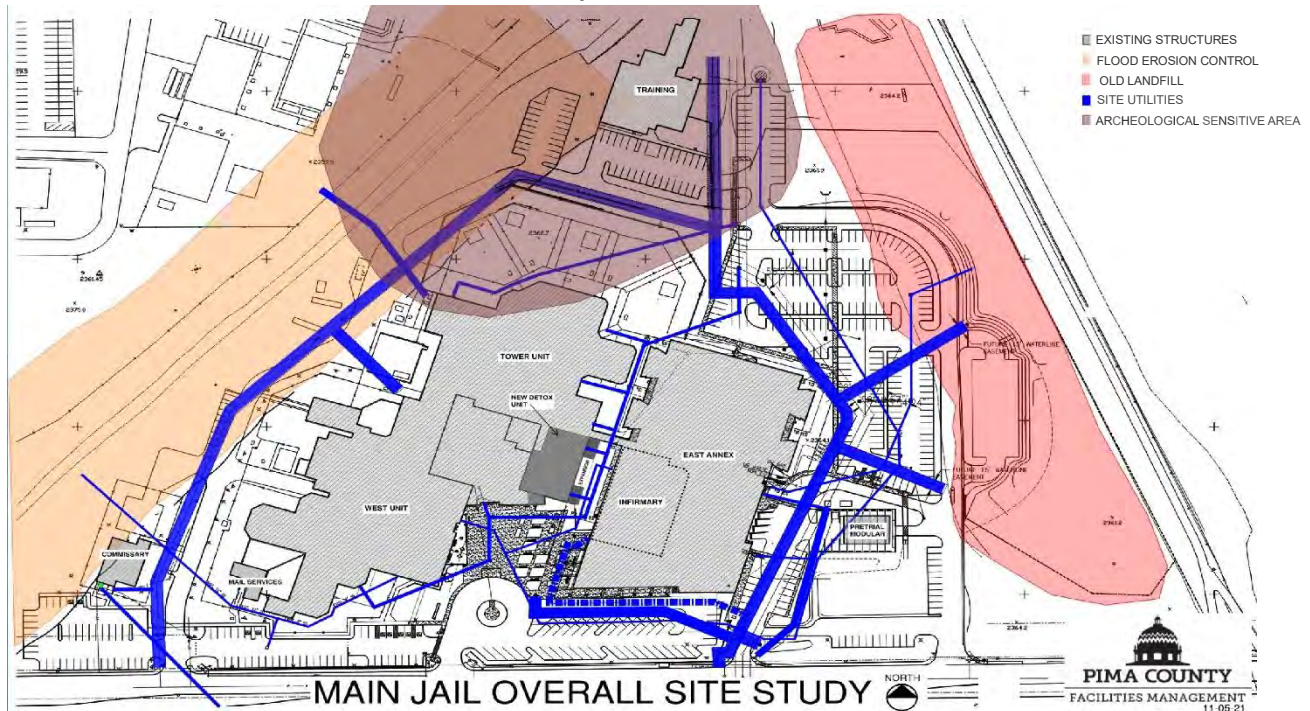 EXISTING STRUCTURES
FLOOD EROSION CONTROL
OLD LANDFILL
SITE UTILITIES
ARCHEOLOGICAL SENSITIVE AREA
TRAINING
TOWER UNIT
NEW DETOX
UNIT
EAST ANNEX
INFIRMARY
WEST UNIT
PRETRIAL
MODULAR
COMMISSARY
MAIL SERVICES
EASEMENT
EASEMENT
MAIN JAIL OVERALL SITE STUDY
NORTH
PIMA COUNTY
FACILITIES MANAGEMENT
11-05-21